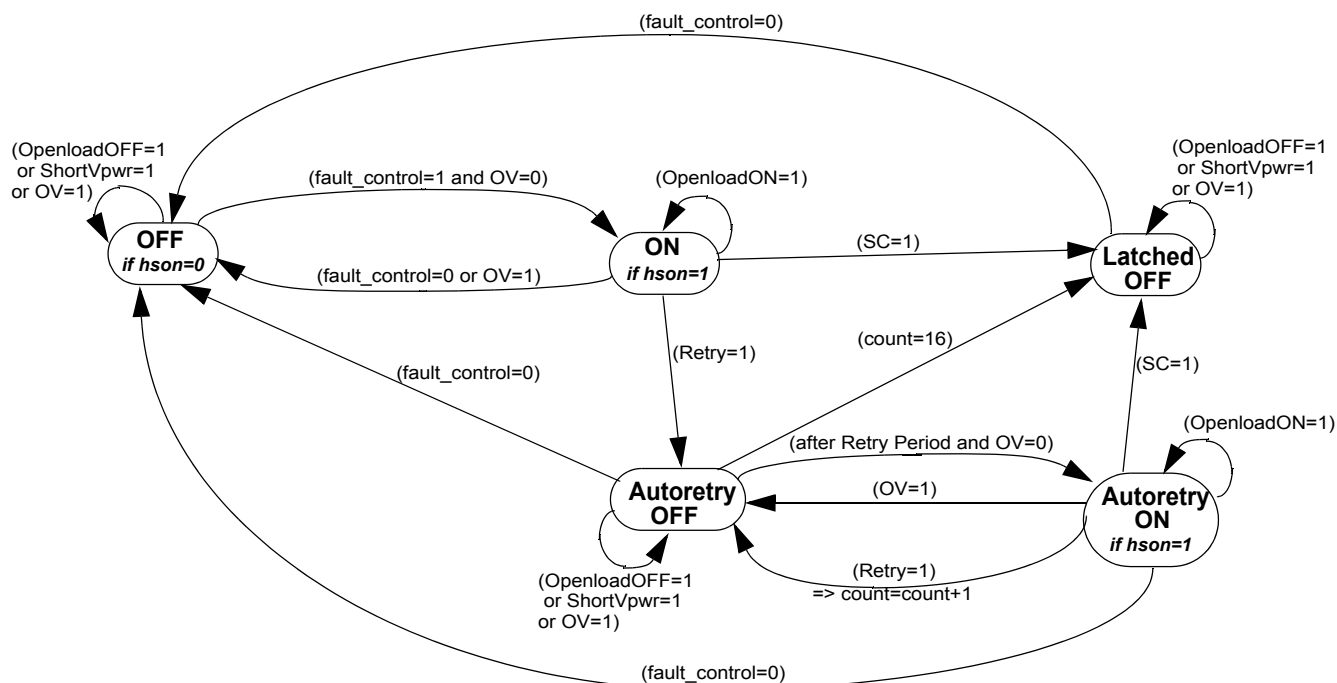 (fault_control=0)
(OpenloadOFF=1
or ShortVpwr=1
or OV=1)
(fault_control=1 and OV=0)
(OpenloadON=1)
(OpenloadOFF=1
or ShortVpwr=1
or OV=1)
OFF
if hson=0
ON
if hson=1
(SC=1)
Latched
OFF
(fault_control=0 or OV=1)
(count=16)
(Retry=1)
(SC=1)
(fault_control=0)
(OpenloadON=1)
(after Retry Period and OV=0)
Autoretry
OFF
(OV=1)
Autoretry
ON
if hson=1
(Retry=1)
=> count=count+1
(OpenloadOFF=1
or ShortVpwr=1
or OV=1)
(fault_control=0)